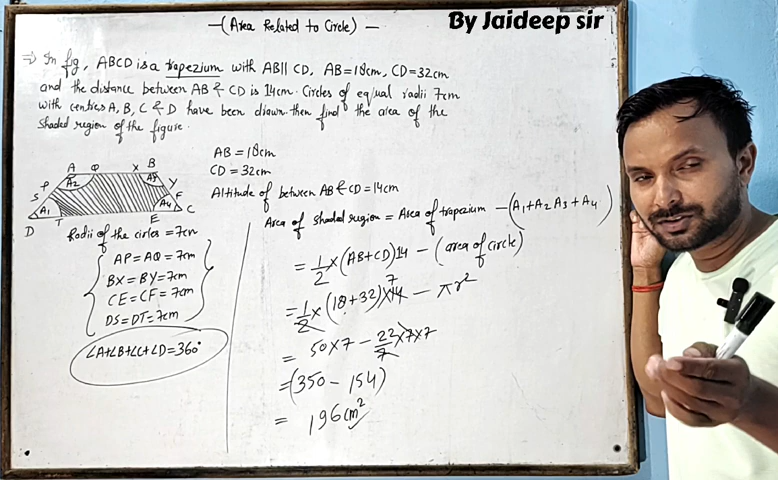 By Jaideep sir
-(Area Related to Circle)-
⇒ In fig, ABCD is a trapezium with AB||CD, AB=18cm, CD=32cm
and the distance between AB & CD is 14cm. Circles of equal radii 7cm
with centres A, B, C & D have been diawn. then find the area of the
shaded region of the figure.
AB = 18cm
CD = 32cm
Altitude of between AB & CD = 14cm
A Q X B
P A2 A3 Y
S A1 A4 F
D T E C
Radii of the cirles = 7cm
AP=AQ=7cm
BX=BY=7cm
CE=CF=7cm
DS=DT=7cm
∠A+∠B+∠C+∠D=360°
Area of shaded region = Area of trapezium - (A1+A2 A3+A4)
= 1/2 × (AB+CD) 14 - (area of circle)
= 1/2 × (18+32) × 14 7 - πr²
= 50×7 - 22/7 ×7×7
= (350 - 154)
= 196cm²